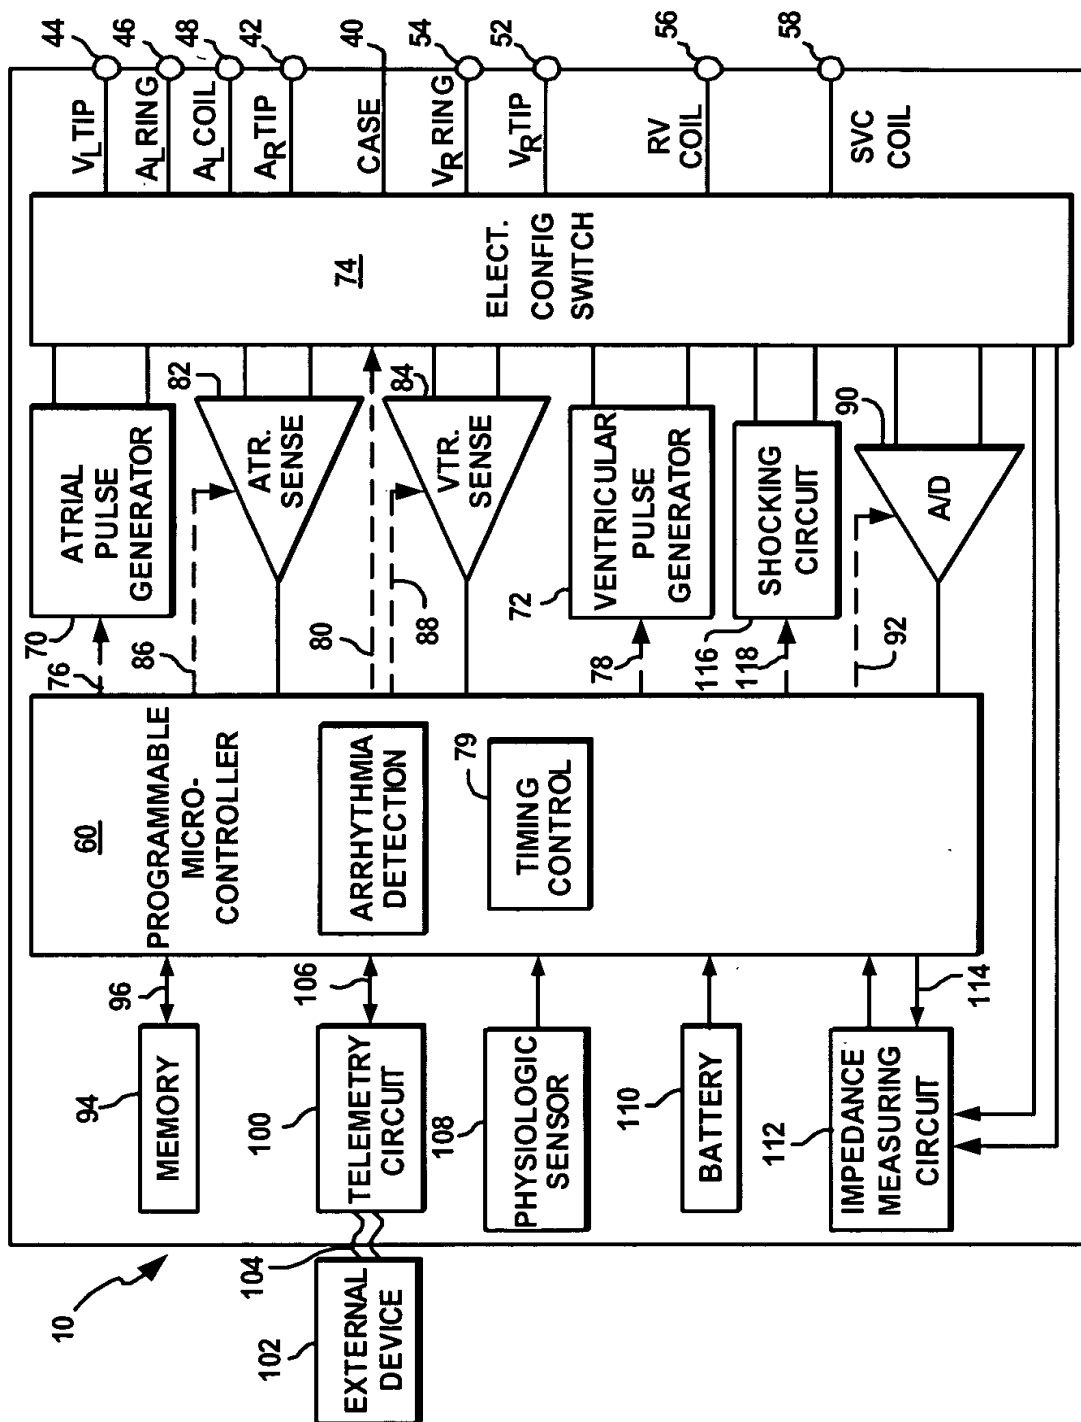 10
102
EXTERNAL
DEVICE
104
94
MEMORY
96
100
TELEMETRY
CIRCUIT
106
108
PHYSIOLOGIC
SENSOR
110
BATTERY
112
IMPEDANCE
MEASURING
CIRCUIT
114
60
PROGRAMMABLE
MICRO-
CONTROLLER
ARRHYTHMIA
DETECTION
79
TIMING
CONTROL
76
70
ATRIAL
PULSE
GENERATOR
86
82
ATR.
SENSE
80
88
84
VTR.
SENSE
78
72
VENTRICULAR
PULSE
GENERATOR
116
118
SHOCKING
CIRCUIT
92
90
A/D
74
ELECT.
CONFIG
SWITCH
VL TIP
44
AL RING
46
AL COIL
48
AR TIP
42
CASE
40
VR RING
54
VR TIP
52
RV
COIL
56
SVC
COIL
58